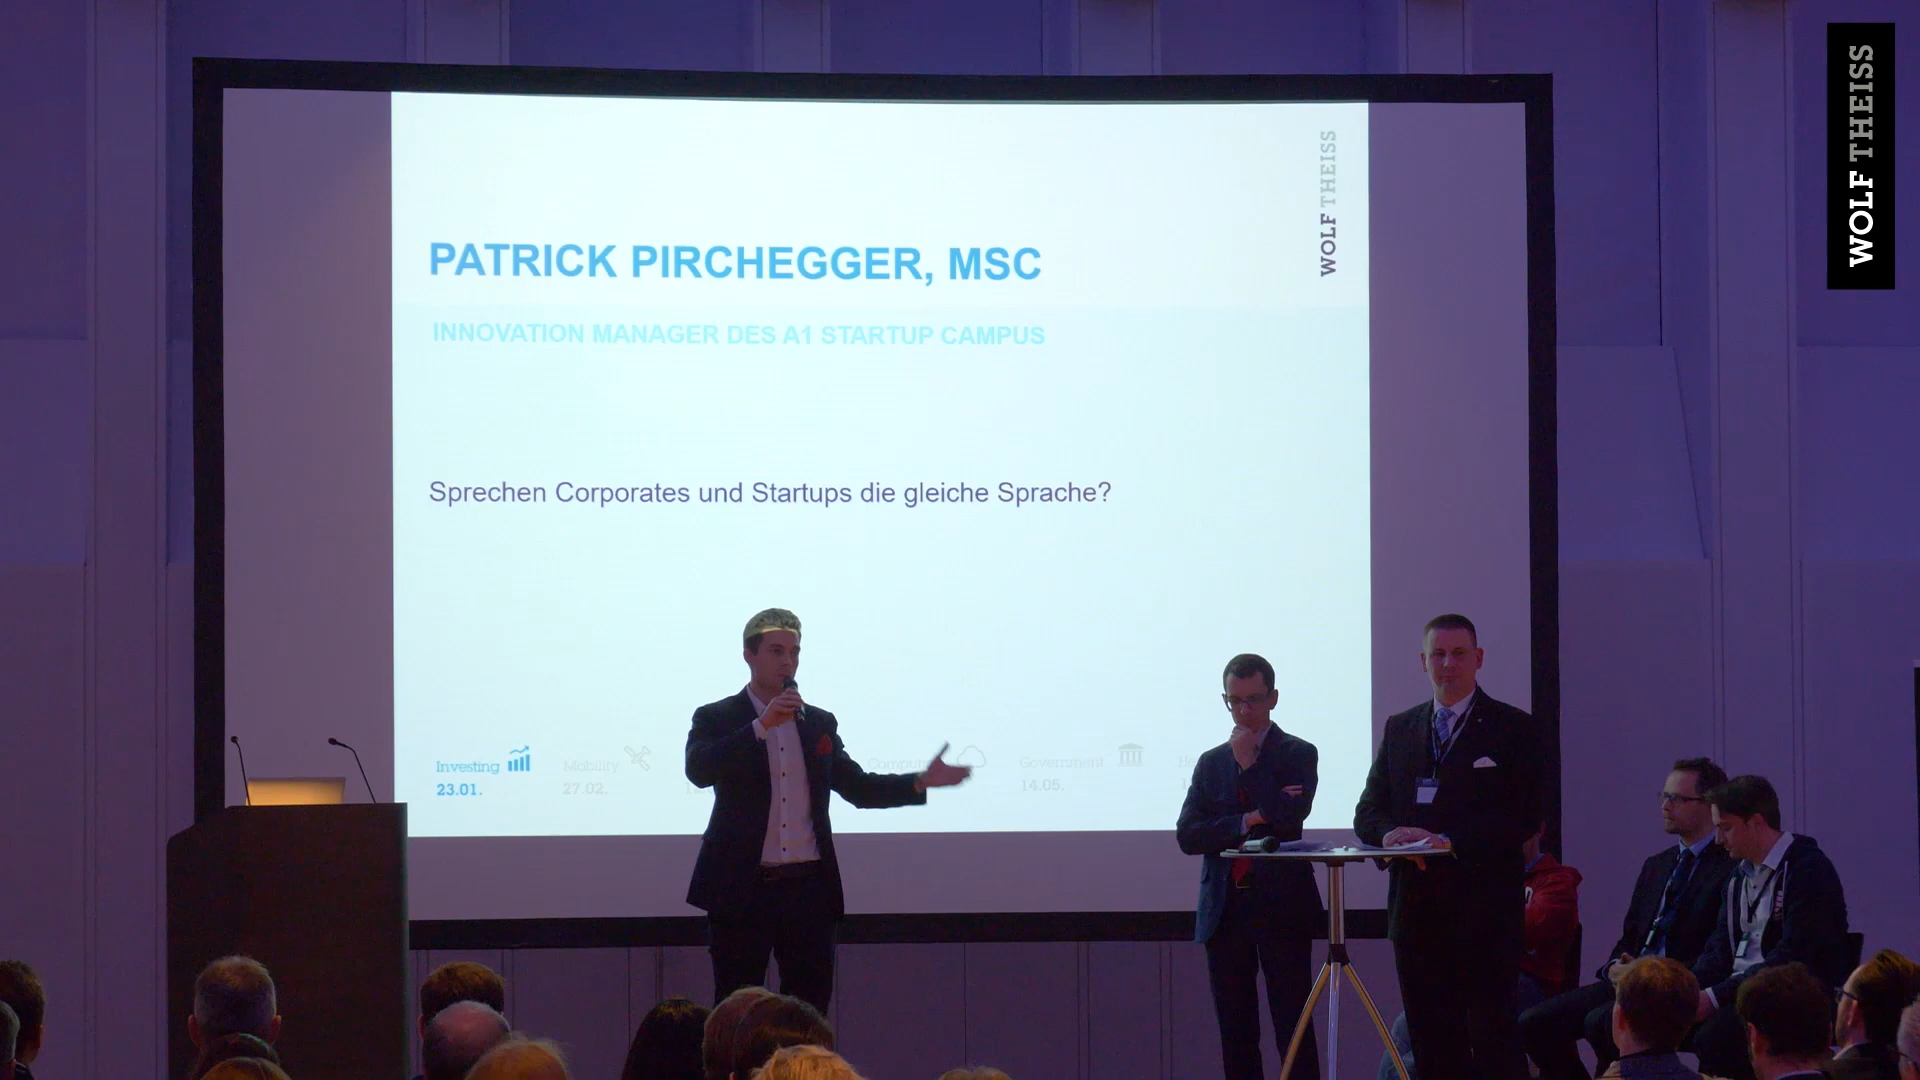 WOLF THEISS
WOLF THEISS
PATRICK PIRCHEGGER, MSC
INNOVATION MANAGER DES A1 STARTUP CAMPUS
Sprechen Corporates und Startups die gleiche Sprache?
Investing Mobility Government
23.01. 27.02. 14.05.